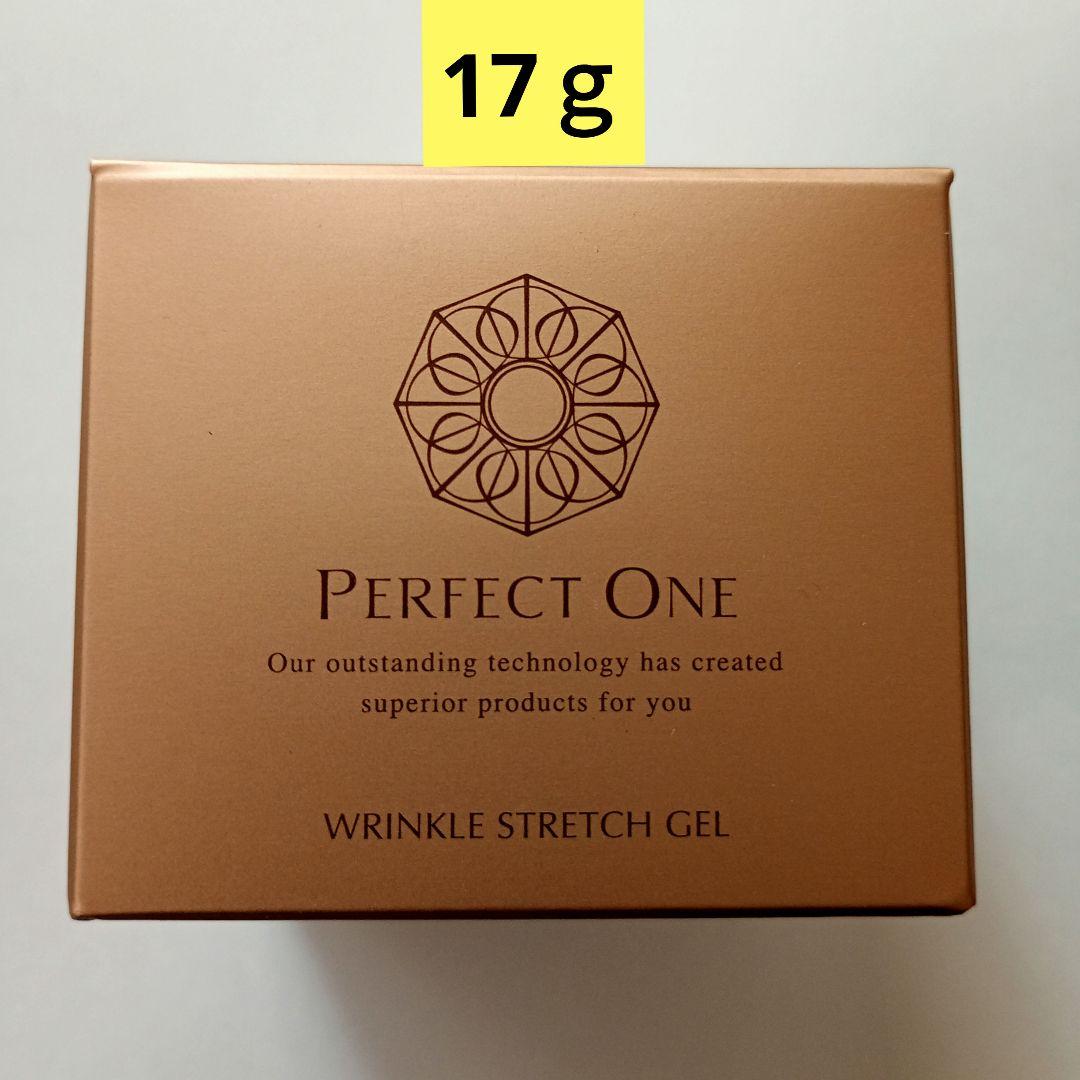 17 g
PERFECT ONE
Our outstanding technology has created
superior products for you
WRINKLE STRETCH GEL